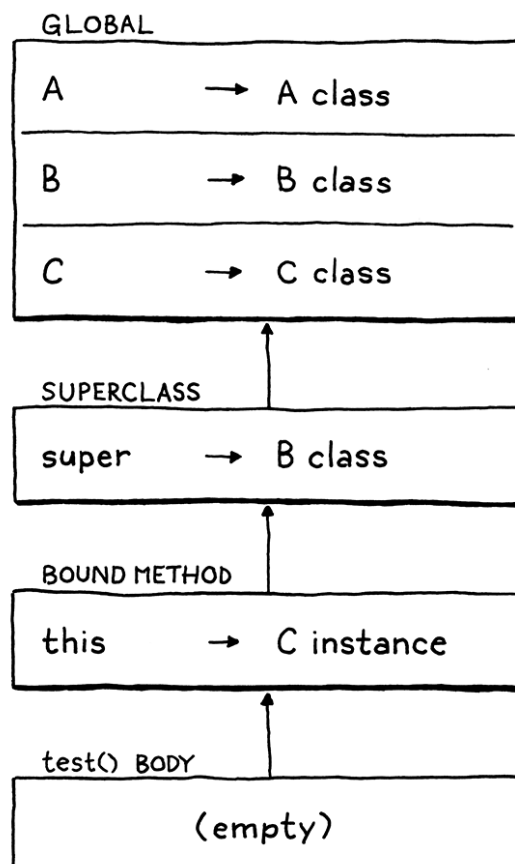 GLOBAL
A → A class
B → B class
C → C class
SUPERCLASS
super → B class
BOUND METHOD
this → C instance
test() BODY
(empty)